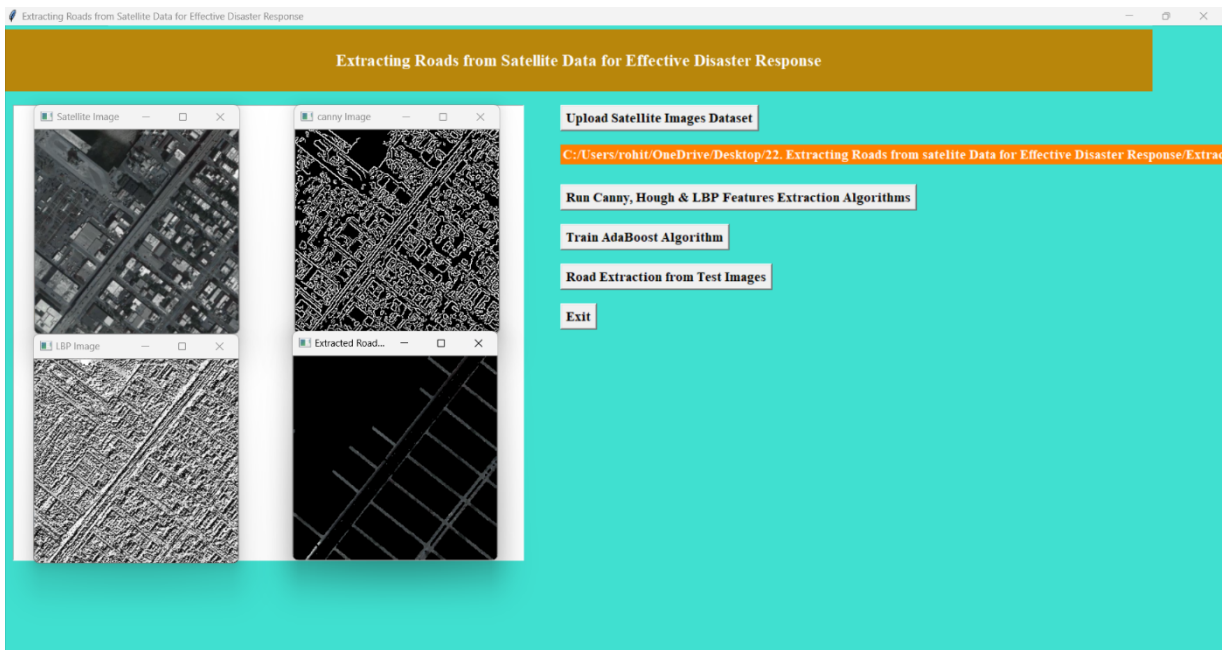 Extracting Roads from Satellite Data for Effective Disaster Response
Extracting Roads from Satellite Data for Effective Disaster Response
Satellite Image
canny Image
LBP Image
Extracted Road...
Upload Satellite Images Dataset
C:/Users/rohit/OneDrive/Desktop/22. Extracting Roads from satelite Data for Effective Disaster Response/Extrac
Run Canny, Hough & LBP Features Extraction Algorithms
Train AdaBoost Algorithm
Road Extraction from Test Images
Exit